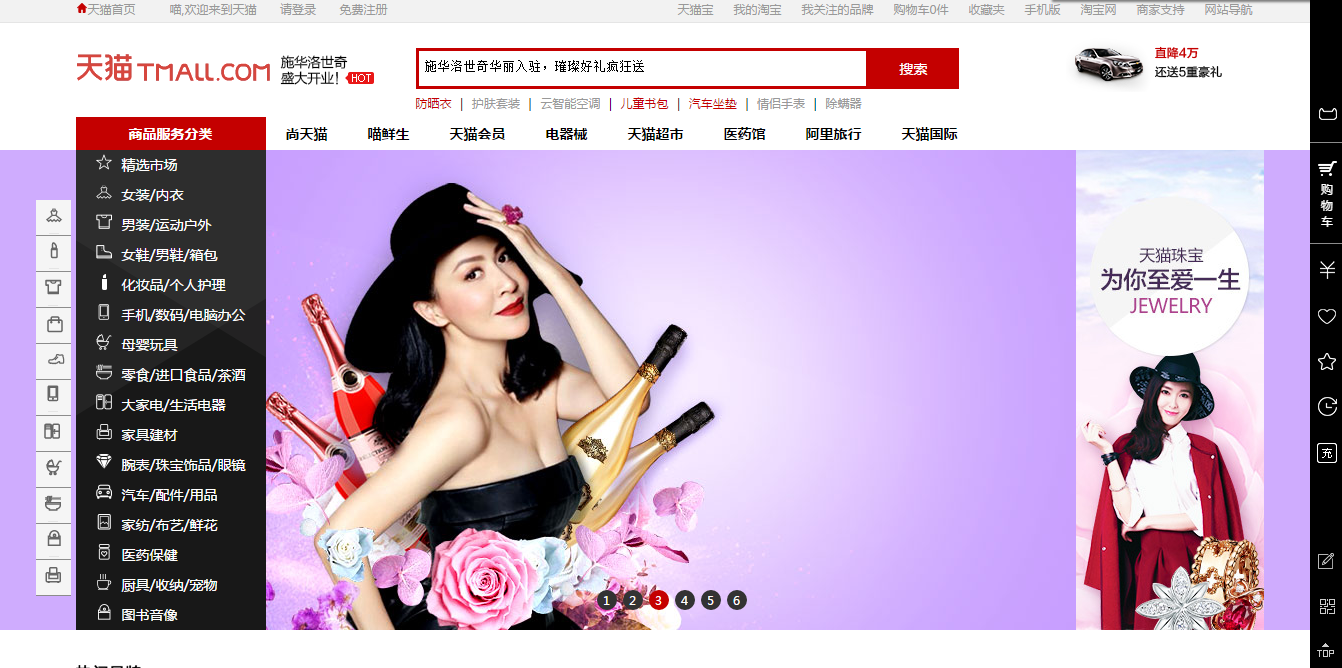 天猫首页 喵,欢迎来到天猫 请登录 免费注册 天猫宝 我的淘宝 我关注的品牌 购物车0件 收藏夹 手机版 淘宝网 商家支持 网站导航
天猫 TMALL.COM
施华洛世奇
盛大开业! HOT
施华洛世奇华丽入驻，璀璨好礼疯狂送 搜索
直降4万
还送5重豪礼
防晒衣 | 护肤套装 | 云智能空调 | 儿童书包 | 汽车坐垫 | 情侣手表 | 除螨器
商品服务分类 尚天猫 喵鲜生 天猫会员 电器械 天猫超市 医药馆 阿里旅行 天猫国际
精选市场
女装/内衣
男装/运动户外
女鞋/男鞋/箱包
化妆品/个人护理
手机/数码/电脑办公
母婴玩具
零食/进口食品/茶酒
大家电/生活电器
家具建材
腕表/珠宝饰品/眼镜
汽车/配件/用品
家纺/布艺/鲜花
医药保健
厨具/收纳/宠物
图书音像
1 2 3 4 5 6
天猫珠宝
为你至爱一生
JEWELRY
购
物
车
充
TOP